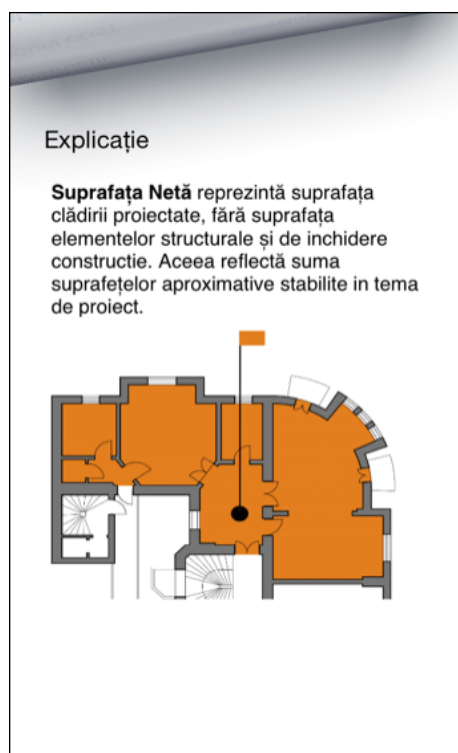 Explicație
Suprafața Netă reprezintă suprafața
clădirii proiectate, fără suprafața
elementelor structurale și de inchidere
constructie. Aceea reflectă suma
suprafețelor aproximative stabilite in tema
de proiect.